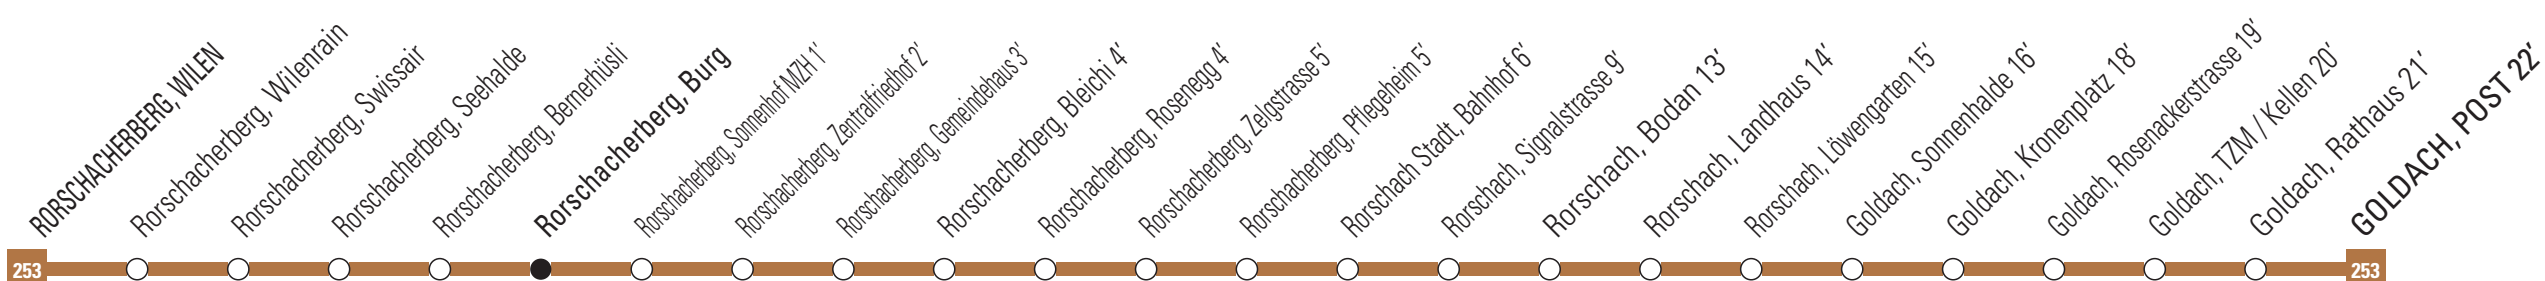 RORSCHACHERBERG, WILEN
Rorschacherberg, Wilenrain
Rorschacherberg, Swissair
Rorschacherberg, Seehalde
Rorschacherberg, Bernerhüsli
Rorschacherberg, Burg
Rorschacherberg, Sonnenhof MZH 1'
Rorschacherberg, Zentralfriedhof 2'
Rorschacherberg, Gemeindehaus 3'
Rorschacherberg, Bleichi 4'
Rorschacherberg, Rosenegg 4'
Rorschacherberg, Zelgstrasse 5'
Rorschacherberg, Pflegeheim 5'
Rorschach Stadt, Bahnhof 6'
Rorschach, Signalstrasse 9'
Rorschach, Bodan 13'
Rorschach, Landhaus 14'
Rorschach, Löwengarten 15'
Goldach, Sonnenhalde 16'
Goldach, Kronenplatz 18'
Goldach, Rosenackerstrasse 19'
Goldach, TZM / Kellen 20'
Goldach, Rathaus 21'
GOLDACH, POST 22'
253
253